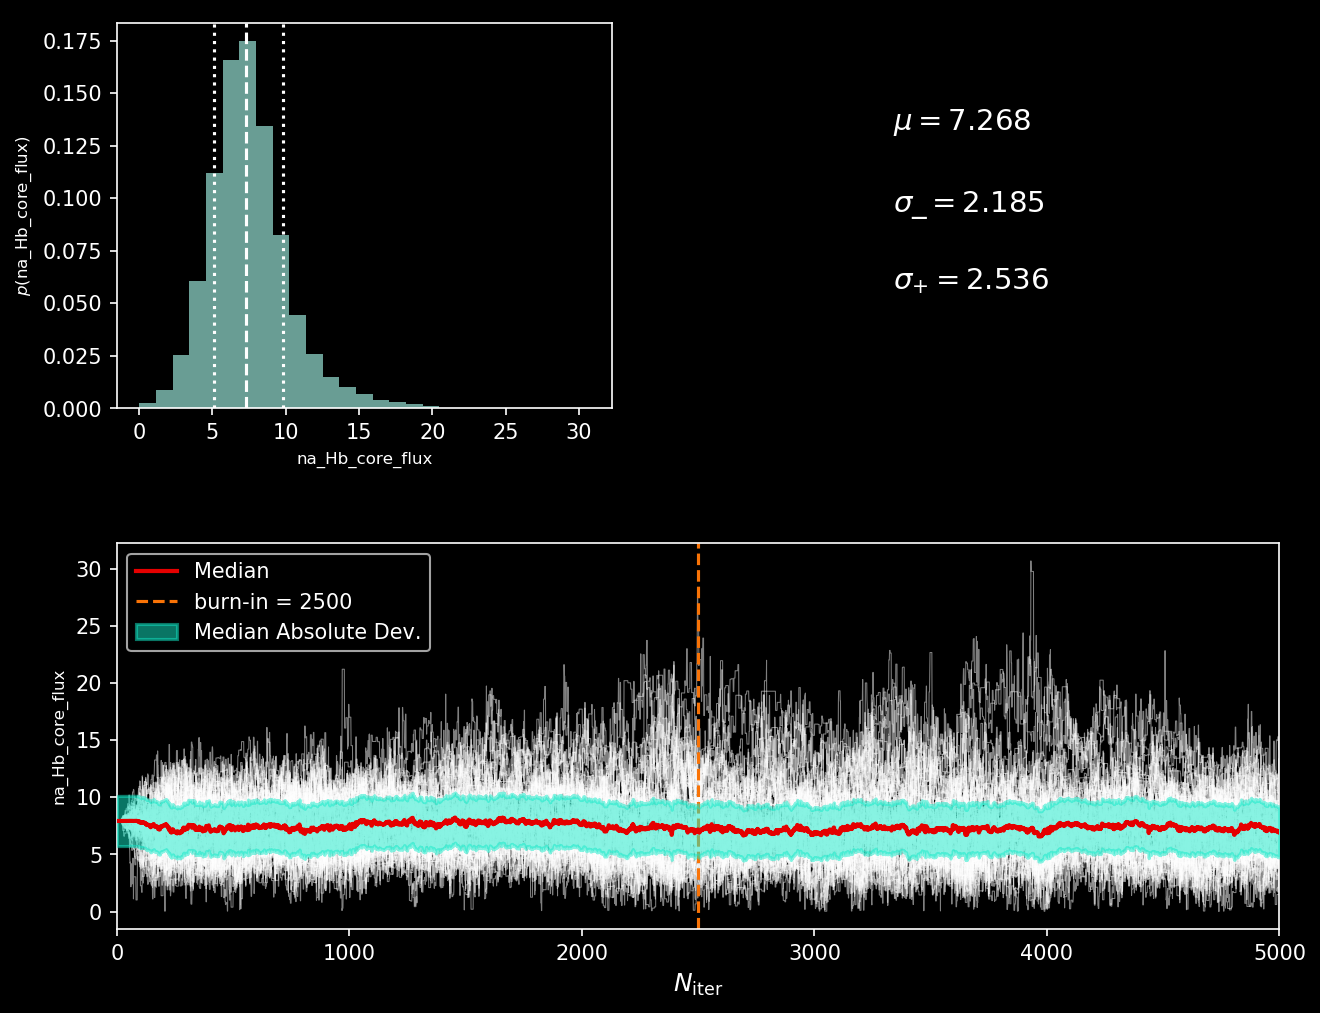 0.175
0.150
0.125
0.100
0.075
0.050
0.025
0.000
p(na_Hb_core_flux)
0 5 10 15 20 25 30
na_Hb_core_flux
μ = 7.268
σ_ = 2.185
σ+ = 2.536
30
25
20
15
10
5
0
na_Hb_core_flux
Median
burn-in = 2500
Median Absolute Dev.
0 1000 2000 3000 4000 5000
Niter